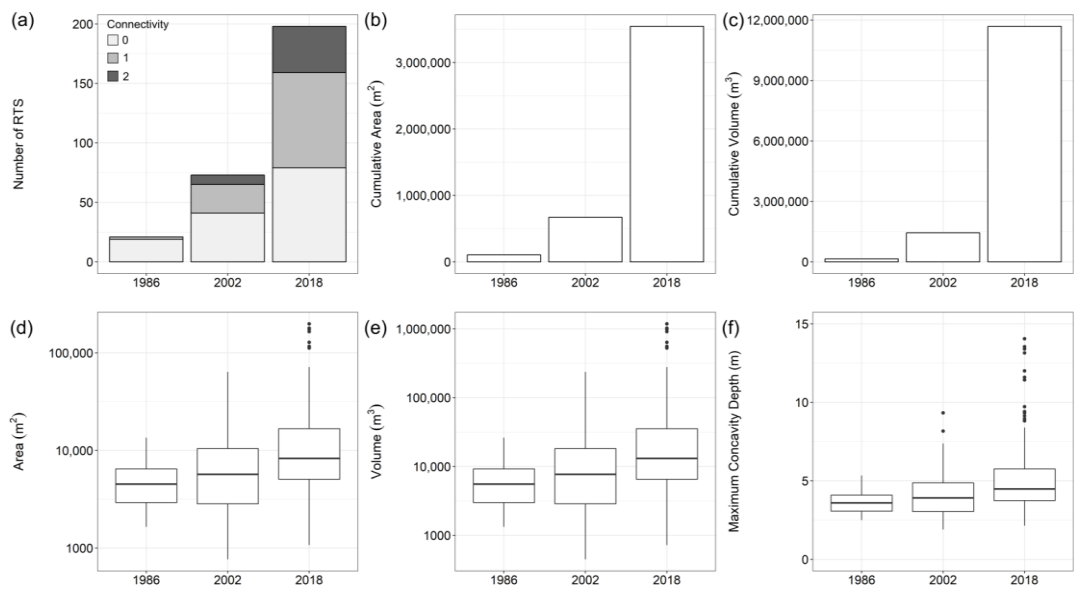 (a)
Connectivity
0
1
2
Number of RTS
200
150
100
50
0
1986 2002 2018
(b)
Cumulative Area (m²)
3,000,000
2,000,000
1,000,000
0
1986 2002 2018
(c)
Cumulative Volume (m³)
12,000,000
9,000,000
6,000,000
3,000,000
0
1986 2002 2018
(d)
Area (m²)
100,000
10,000
1000
1986 2002 2018
(e)
Volume (m³)
1,000,000
100,000
10,000
1000
1986 2002 2018
(f)
Maximum Concavity Depth (m)
15
10
5
0
1986 2002 2018